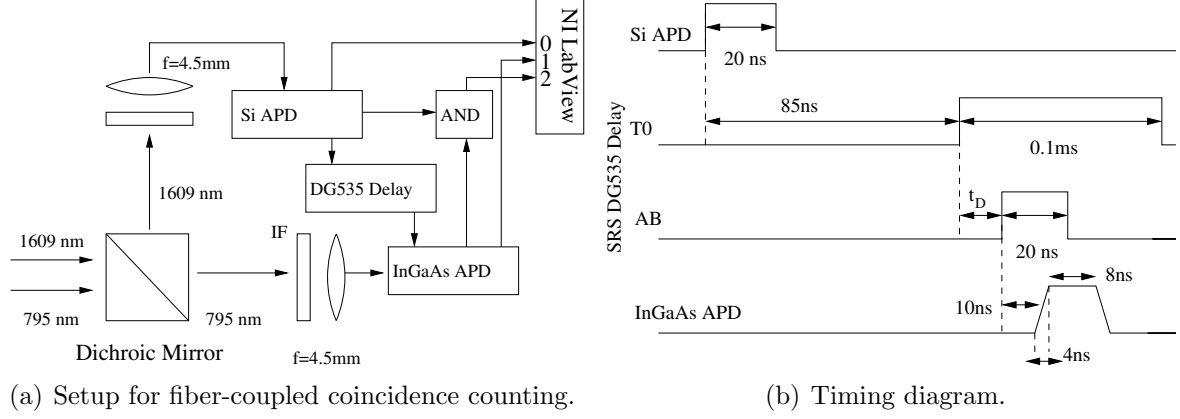 f=4.5mm
0
1
2
NI LabView
Si APD
AND
DG535 Delay
1609 nm
IF
InGaAs APD
1609 nm
795 nm
795 nm
Dichroic Mirror
f=4.5mm
(a) Setup for fiber-coupled coincidence counting.
Si APD
20 ns
SRS DG535 Delay
T0
85ns
0.1ms
AB
tD
20 ns
InGaAs APD
10ns
8ns
4ns
(b) Timing diagram.